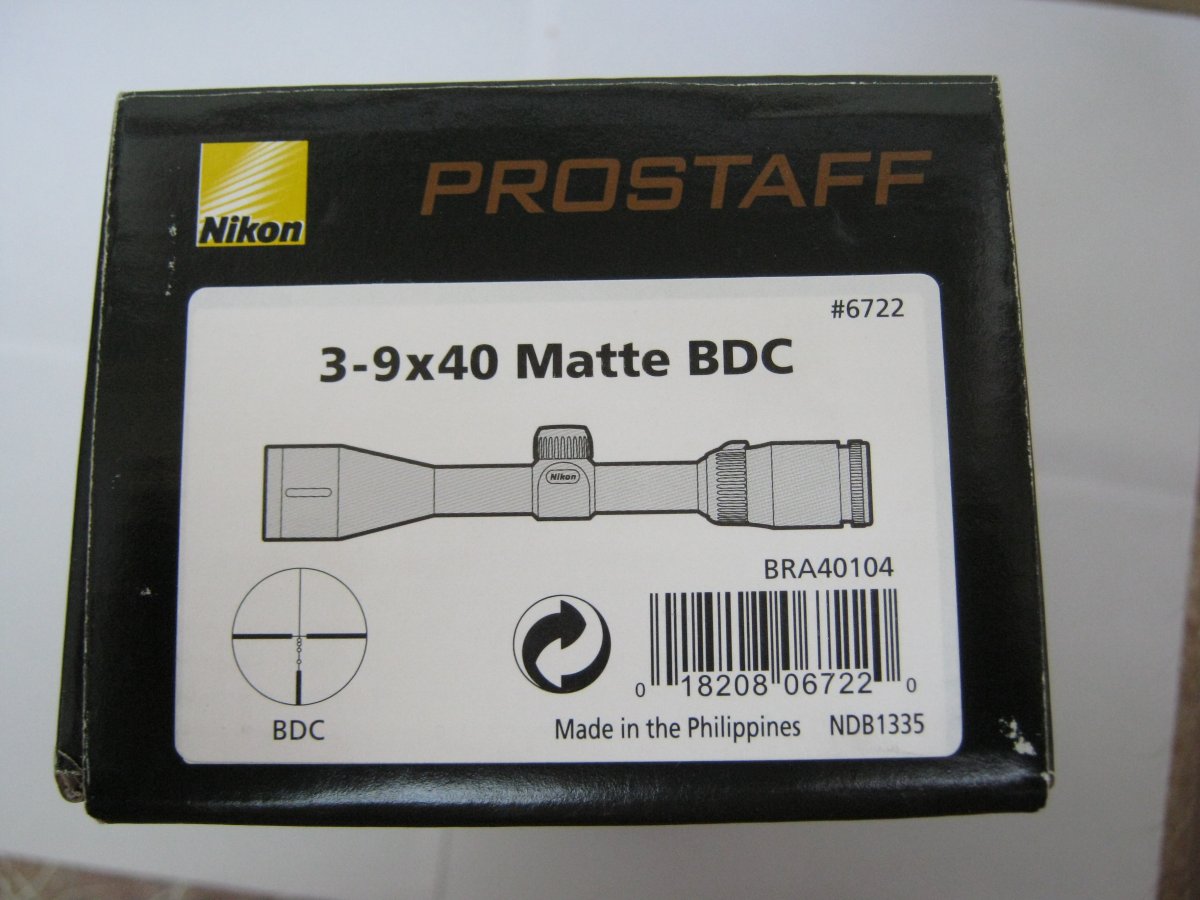 Nikon
PROSTAFF
#6722
3-9x40 Matte BDC
Nikon
BRA40104
0 18208 06722 0
BDC
Made in the Philippines NDB1335